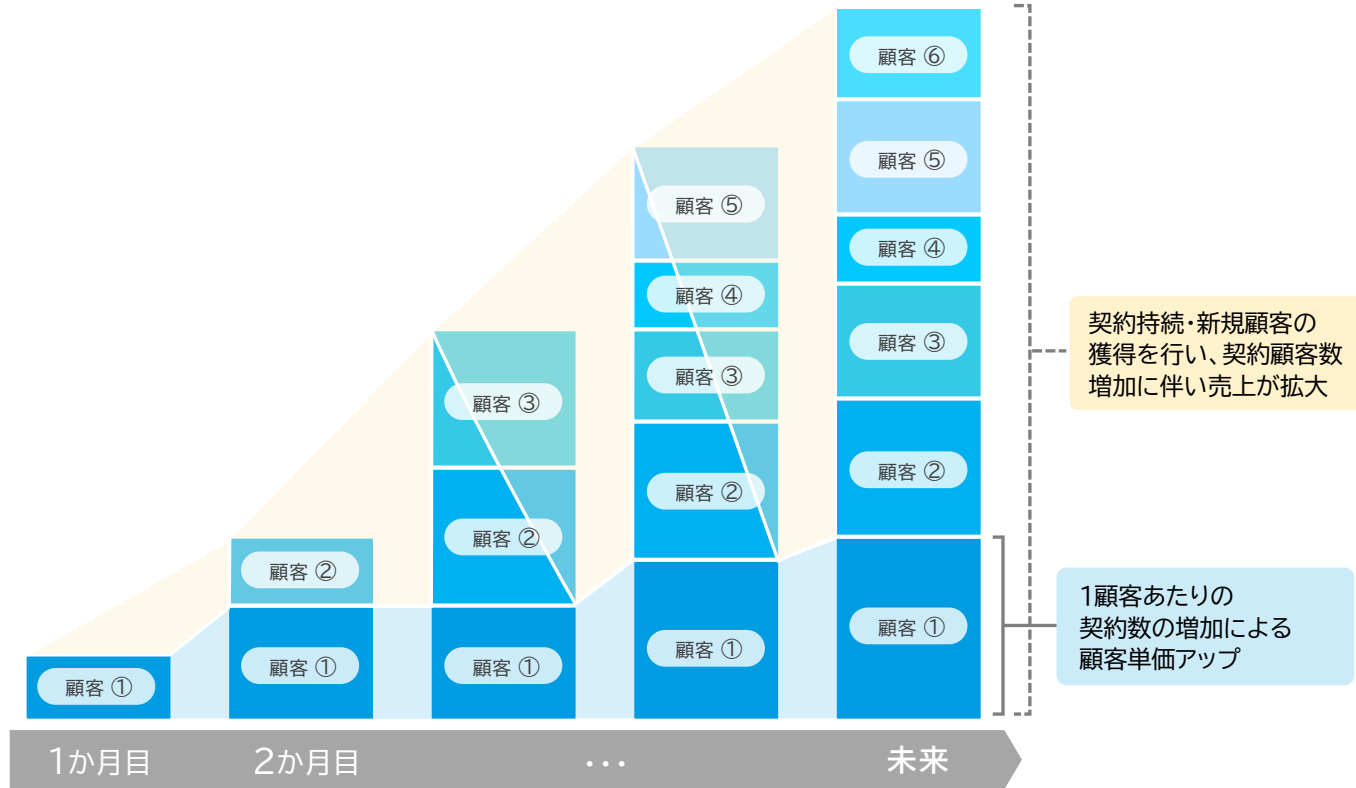 顧客 ①
1か月目
顧客 ②
顧客 ①
2か月目
顧客 ③
顧客 ②
顧客 ①
･･･
顧客 ⑤
顧客 ④
顧客 ③
顧客 ②
顧客 ①
顧客 ⑥
顧客 ⑤
顧客 ④
顧客 ③
顧客 ②
顧客 ①
未来
契約持続･新規顧客の
獲得を行い、契約顧客数
増加に伴い売上が拡大
1顧客あたりの
契約数の増加による
顧客単価アップ